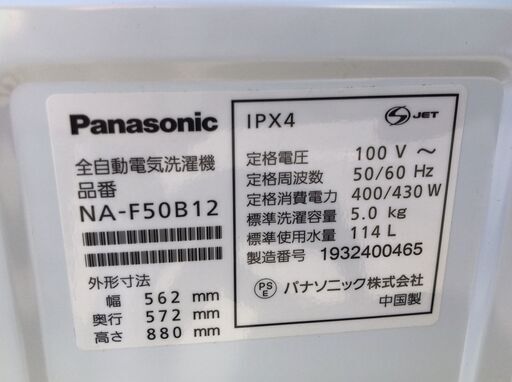 Panasonic
全自動電気洗濯機
品番
NA-F50B12
外形寸法
幅 562 mm
奥行 572 mm
高さ 880 mm
IPX4
S JET
定格電圧 100 V ~
定格周波数 50/60 Hz
定格消費電力 400/430 W
標準洗濯容量 5.0 kg
標準使用水量 114 L
製造番号 1932400465
PSE パナソニック株式会社
中国製